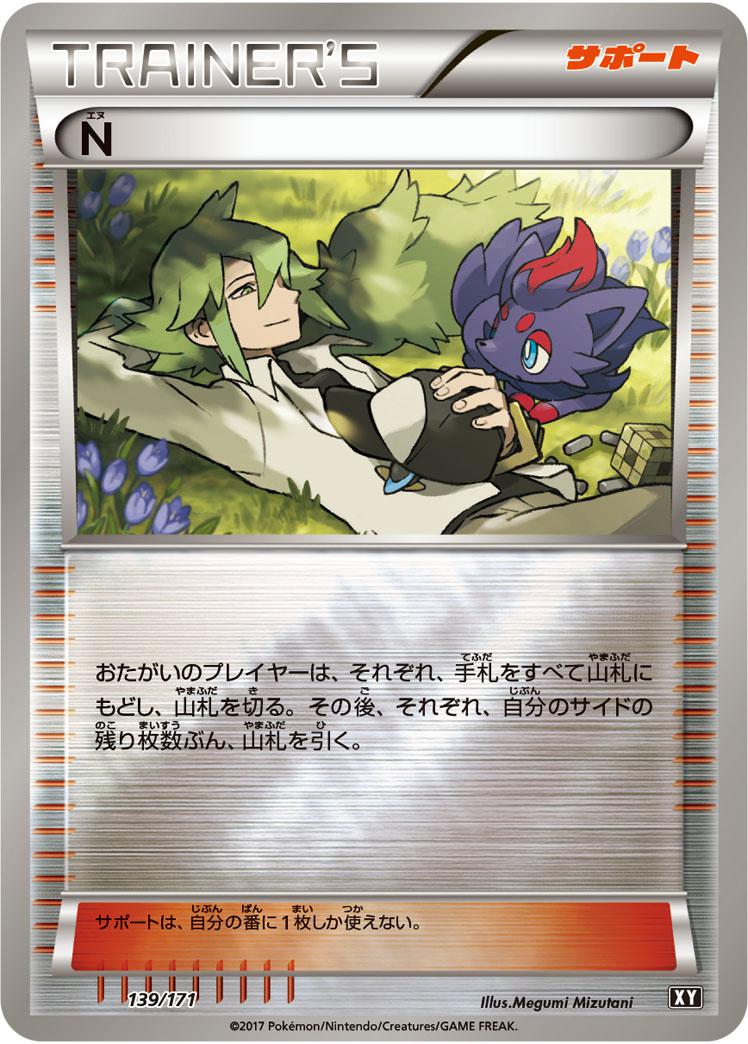 TRAINER'S
サポート
エヌ
N
てふだ やまふだ
おたがいのプレイヤーは、それぞれ、手札をすべて山札に
やまふだ き ご じぶん
もどし、山札を切る。その後、それぞれ、自分のサイドの
のこ まいすう やまふだ ひ
残り枚数ぶん、山札を引く。
じぶん ばん まい つか
サポートは、自分の番に1枚しか使えない。
139/171
Illus.Megumi Mizutani
XY
©2017 Pokémon/Nintendo/Creatures/GAME FREAK.